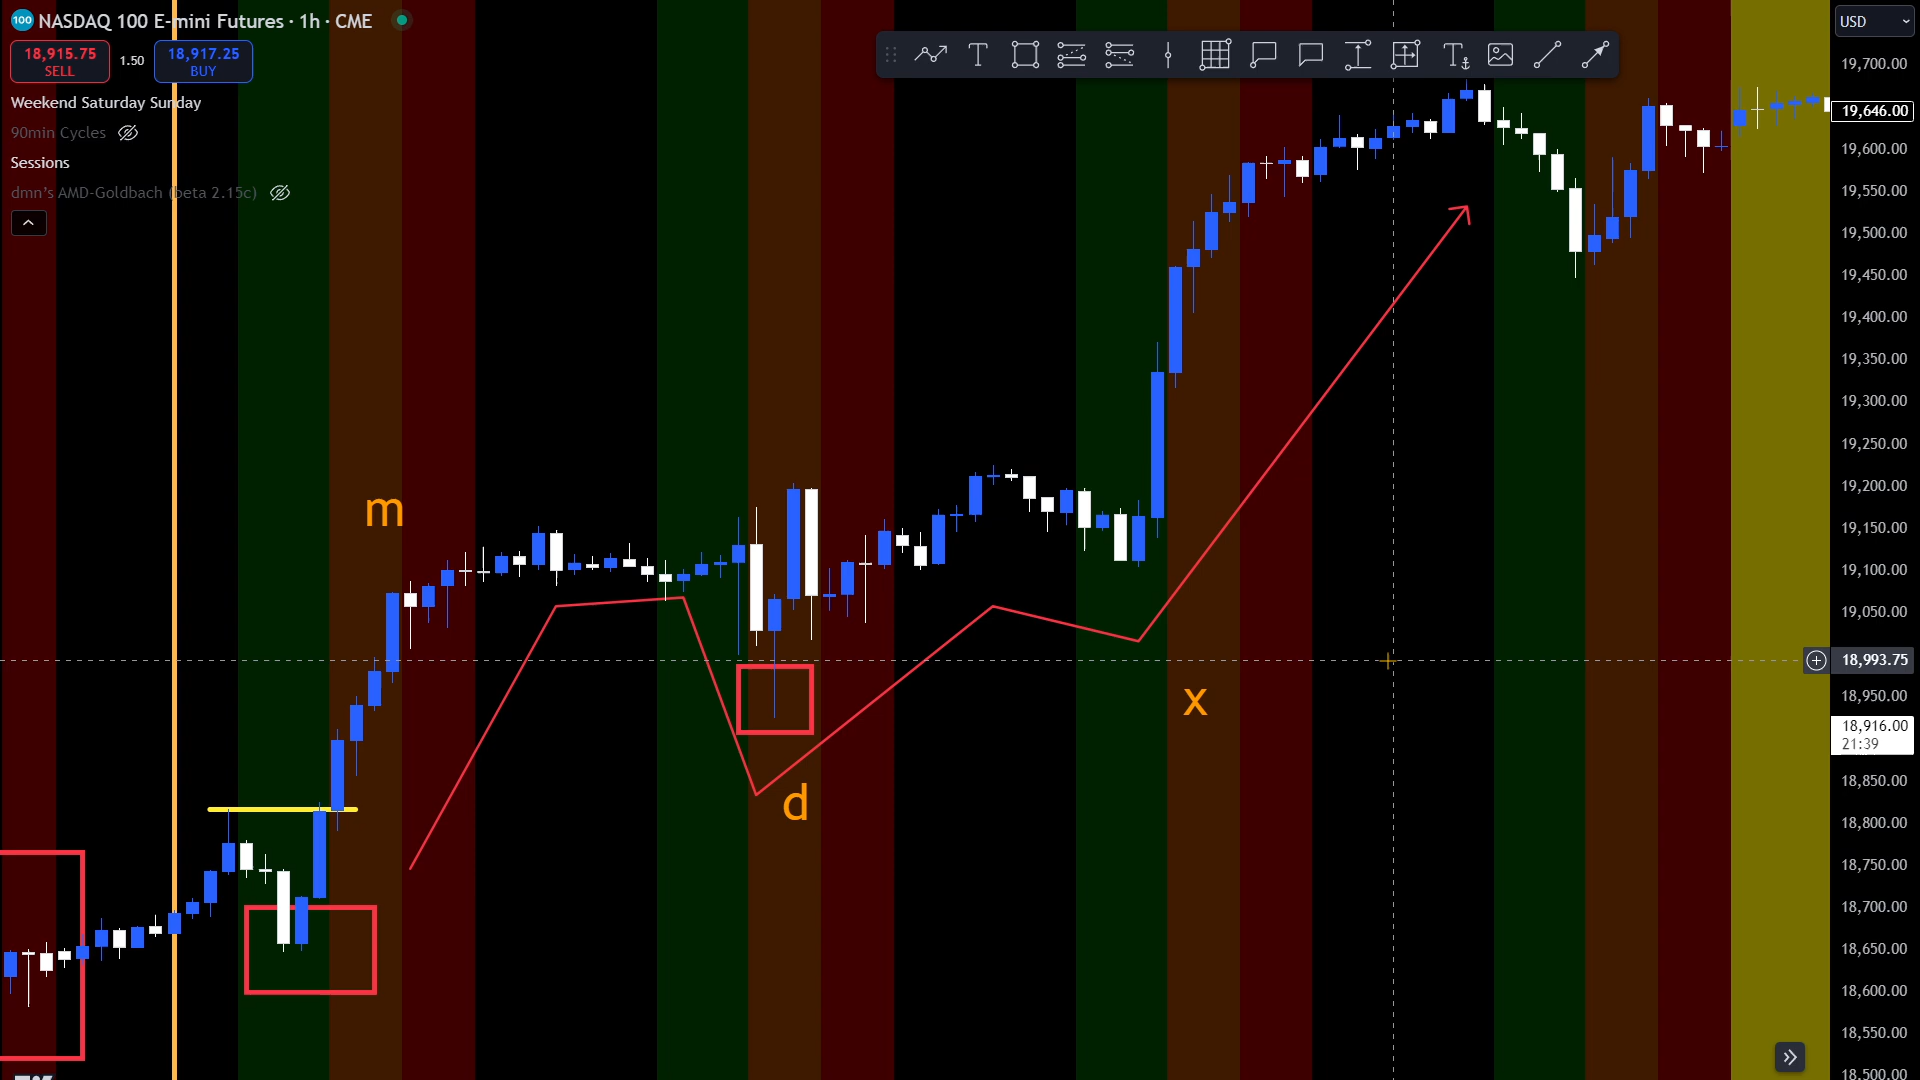 100 NASDAQ 100 E-mini Futures · 1h · CME
18,915.75
SELL
1.50
18,917.25
BUY
Weekend Saturday Sunday
90min Cycles
Sessions
dmn's AMD-Goldbach (beta 2.15c)
m
d
x
USD
19,700.00
19,646.00
19,600.00
19,550.00
19,500.00
19,450.00
19,400.00
19,350.00
19,300.00
19,250.00
19,200.00
19,150.00
19,100.00
19,050.00
18,993.75
18,950.00
18,916.00
21:39
18,850.00
18,800.00
18,750.00
18,700.00
18,650.00
18,600.00
18,550.00
18,500.00